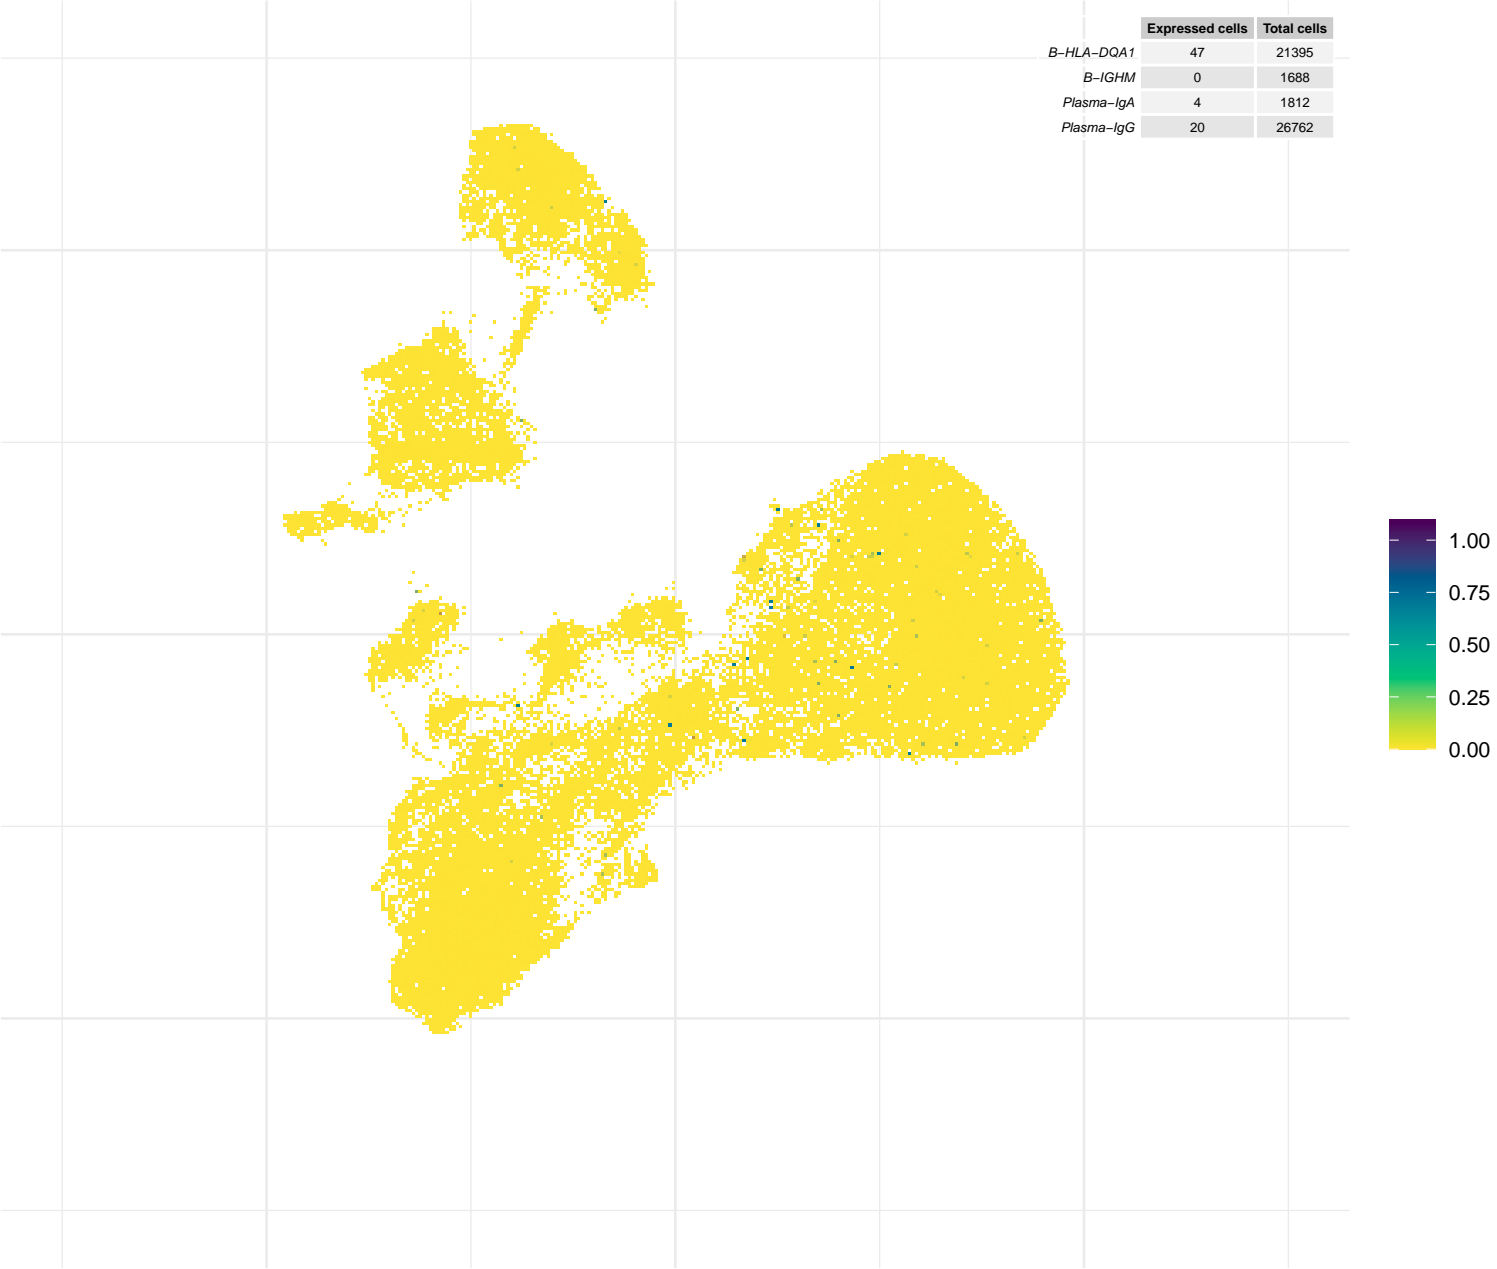 Expressed cells Total cells
B−HLA−DQA1 47 21395
B−IGHM 0 1688
Plasma−IgA 4 1812
Plasma−IgG 20 26762
1.00
0.75
0.50
0.25
0.00